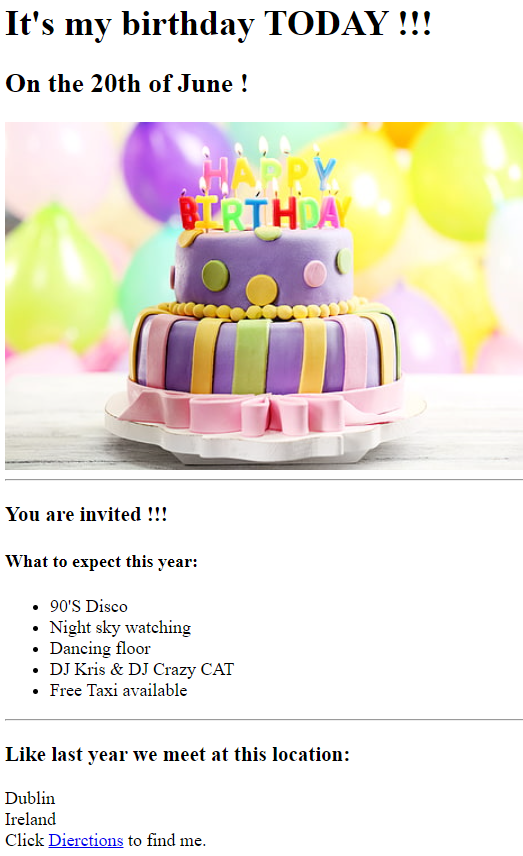 It's my birthday TODAY !!!
On the 20th of June !
HAPPY
BIRTHDAY
You are invited !!!
What to expect this year:
90'S Disco
Night sky watching
Dancing floor
DJ Kris & DJ Crazy CAT
Free Taxi available
Like last year we meet at this location:
Dublin
Ireland
Click Dierctions to find me.